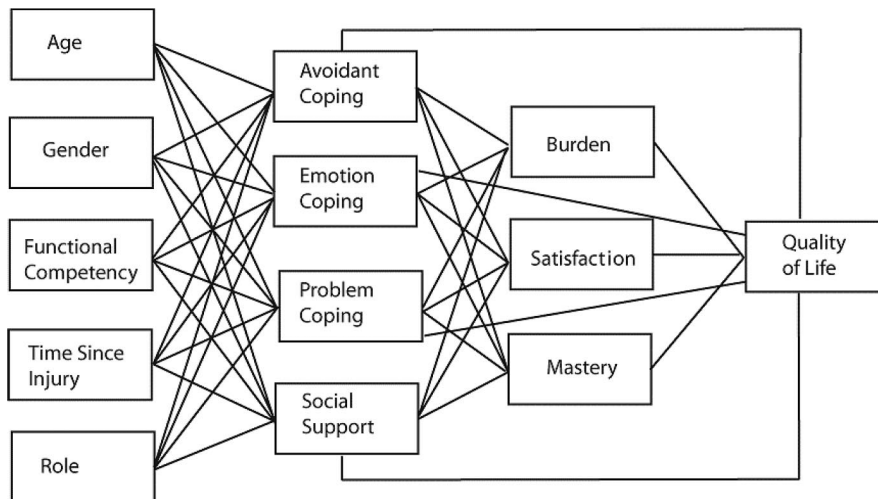 Age
Gender
Functional
Competency
Time Since
Injury
Role
Avoidant
Coping
Emotion
Coping
Problem
Coping
Social
Support
Burden
Satisfaction
Mastery
Quality
of Life